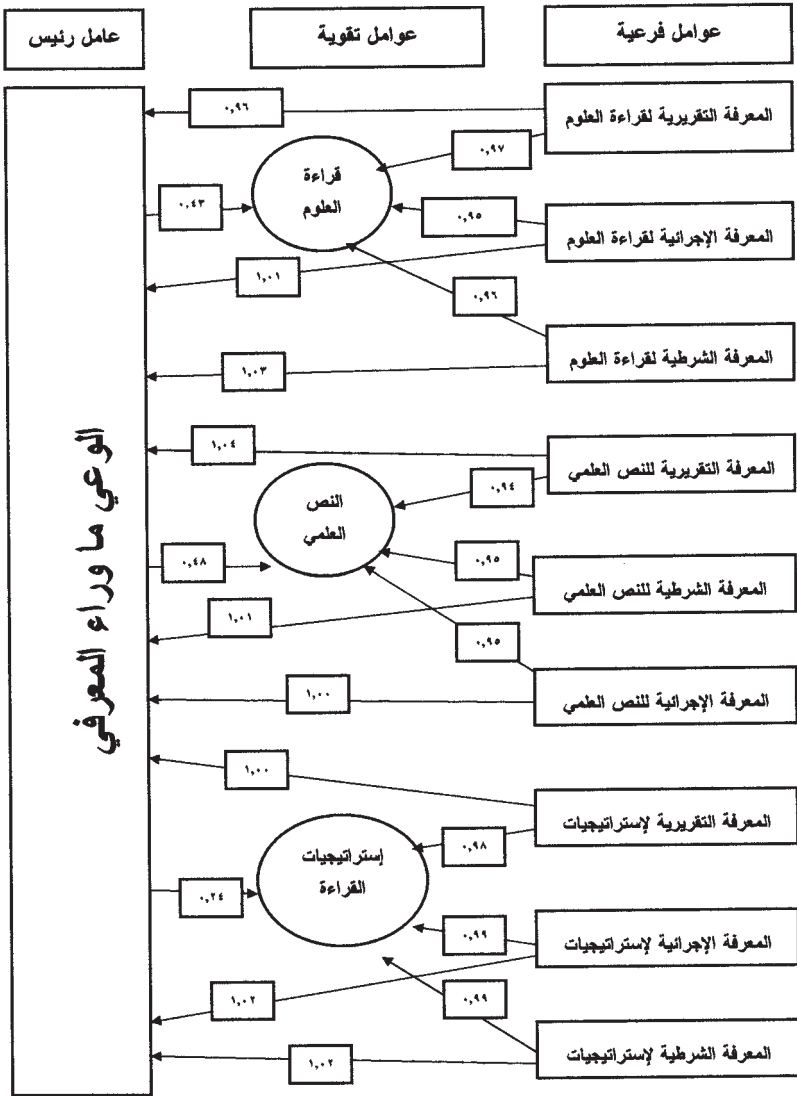 عوامل فرعية
عوامل تقوية
عامل رئيس
المعرفة التقريرية لقراءة العلوم
٠,٩٦
٠,٩٧
قراءة
العلوم
٠,٤٣
٠,٩٥
المعرفة الإجرائية لقراءة العلوم
١,٠١
٠,٩٦
المعرفة الشرطية لقراءة العلوم
١,٠٣
الوعي ما وراء المعرفي
١,٠٤
المعرفة التقريرية للنص العلمي
٠,٩٤
النص
العلمي
٠,٤٨
٠,٩٥
المعرفة الشرطية للنص العلمي
١,٠١
٠,٩٥
المعرفة الإجرائية للنص العلمي
١,٠٠
١,٠٠
المعرفة التقريرية لإستراتيجيات
٠,٩٨
إستراتيجيات
القراءة
٠,٢٤
٠,٩٩
المعرفة الإجرائية لإستراتيجيات
١,٠٢
٠,٩٩
المعرفة الشرطية لإستراتيجيات
١,٠٢